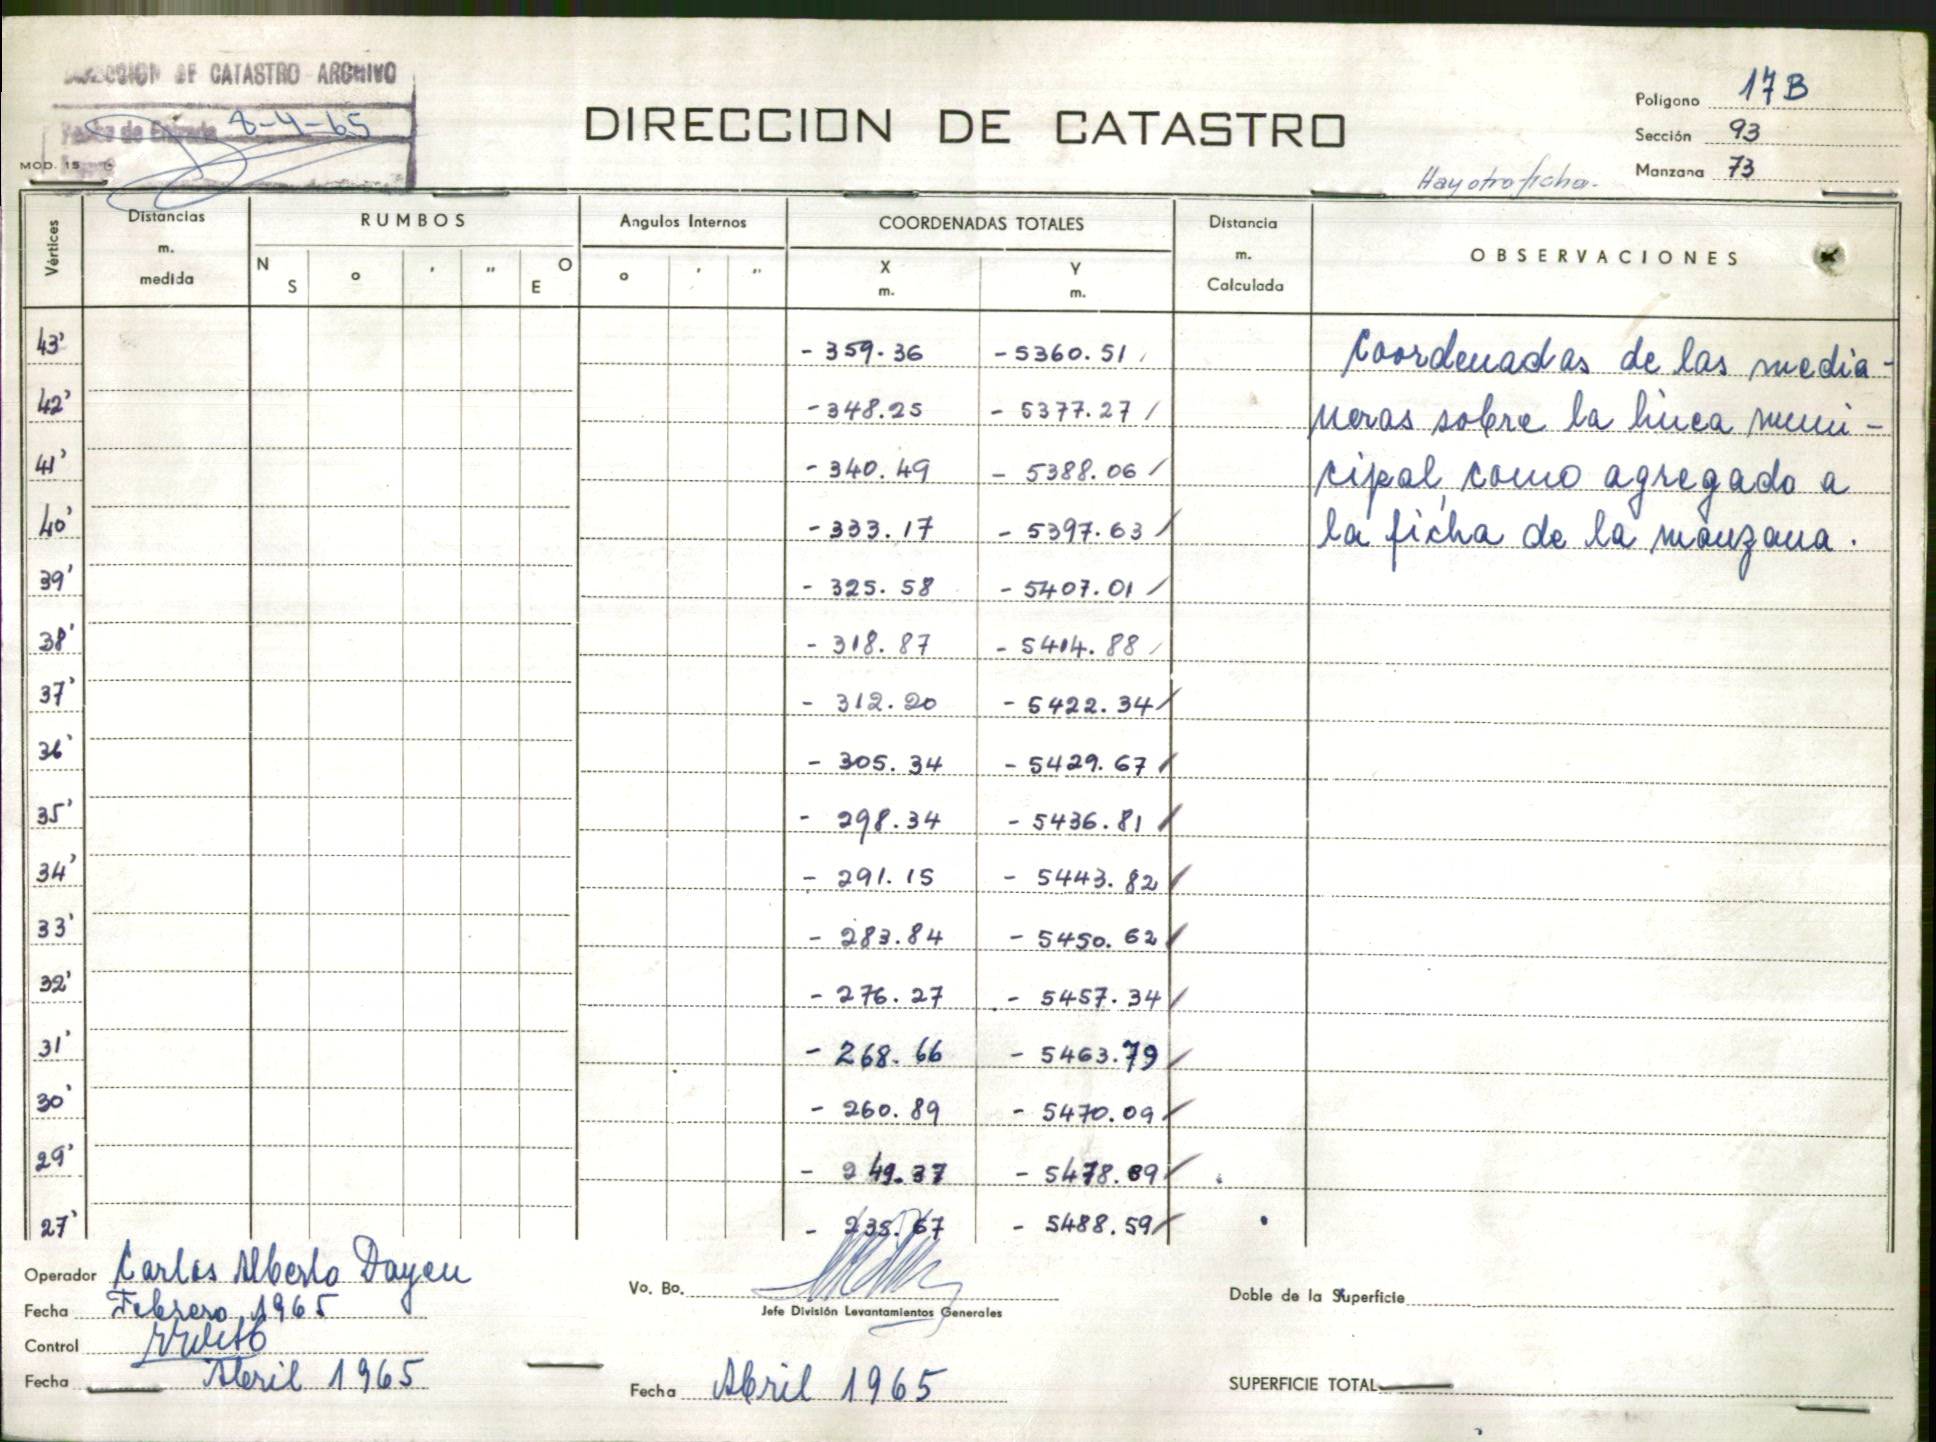 DIRECCION DE CATASTRO ARCHIVO
Fecha de Entrada 8-4-65
MOD. 15
DIRECCION DE CATASTRO
Polígono 17B
Sección 93
Manzana 73
Hay otra ficha.
Vértices
Distancias m. medida
RUMBOS
N S ° ' " O E
Angulos Internos
° ' "
COORDENADAS TOTALES
X m. Y m.
Distancia m. Calculada
OBSERVACIONES
43' - 359.36 - 5360.51 Coordenadas de las media-
42' - 348.25 - 5377.27 neras sobre la linea muni-
41' - 340.49 - 5388.06 cipal, como agregado a
40' - 333.17 - 5397.63 la ficha de la manzana.
39' - 325.58 - 5407.01
38' - 318.87 - 5414.88
37' - 312.20 - 5422.34
36' - 305.34 - 5429.67
35' - 298.34 - 5436.81
34' - 291.15 - 5443.82
33' - 283.84 - 5450.62
32' - 276.27 - 5457.34
31' - 268.66 - 5463.79
30' - 260.89 - 5470.09
29' - 249.37 - 5478.89
27' - 235.67 - 5488.59
Operador Carlos Alberto Dayeu
Fecha Febrero 1965
Control
Fecha Abril 1965
Vo. Bo.
Jefe División Levantamientos Generales
Fecha Abril 1965
Doble de la Superficie
SUPERFICIE TOTAL